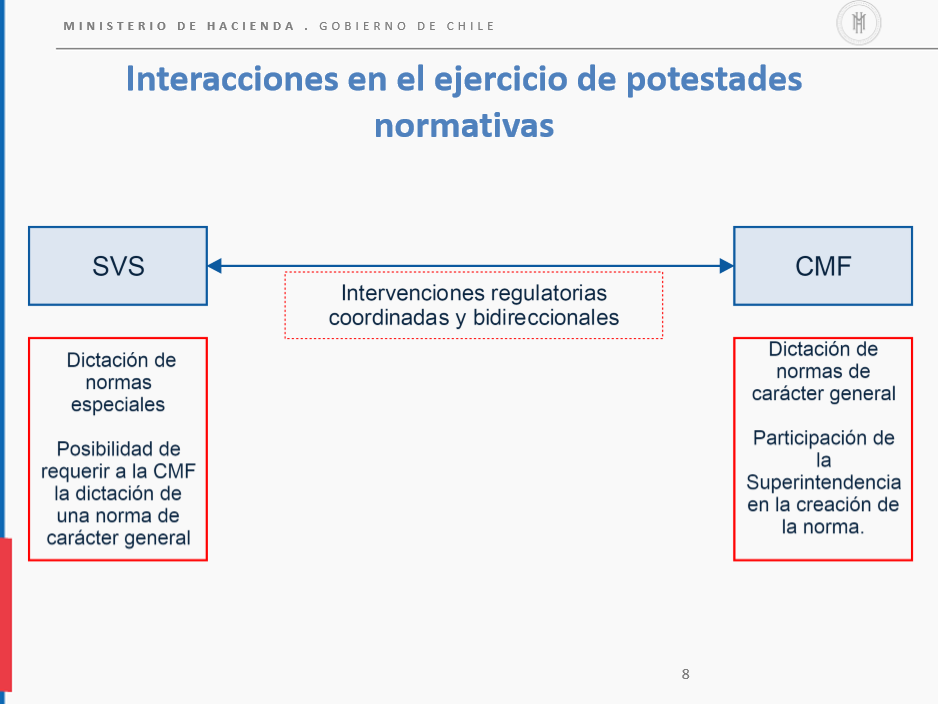 MINISTERIO DE HACIENDA . GOBIERNO DE CHILE
Interacciones en el ejercicio de potestades
normativas
SVS
CMF
Intervenciones regulatorias
coordinadas y bidireccionales
Dictación de
normas
especiales
Posibilidad de
requerir a la CMF
la dictación de
una norma de
carácter general
Dictación de
normas de
carácter general
Participación de
la
Superintendencia
en la creación de
la norma.
8